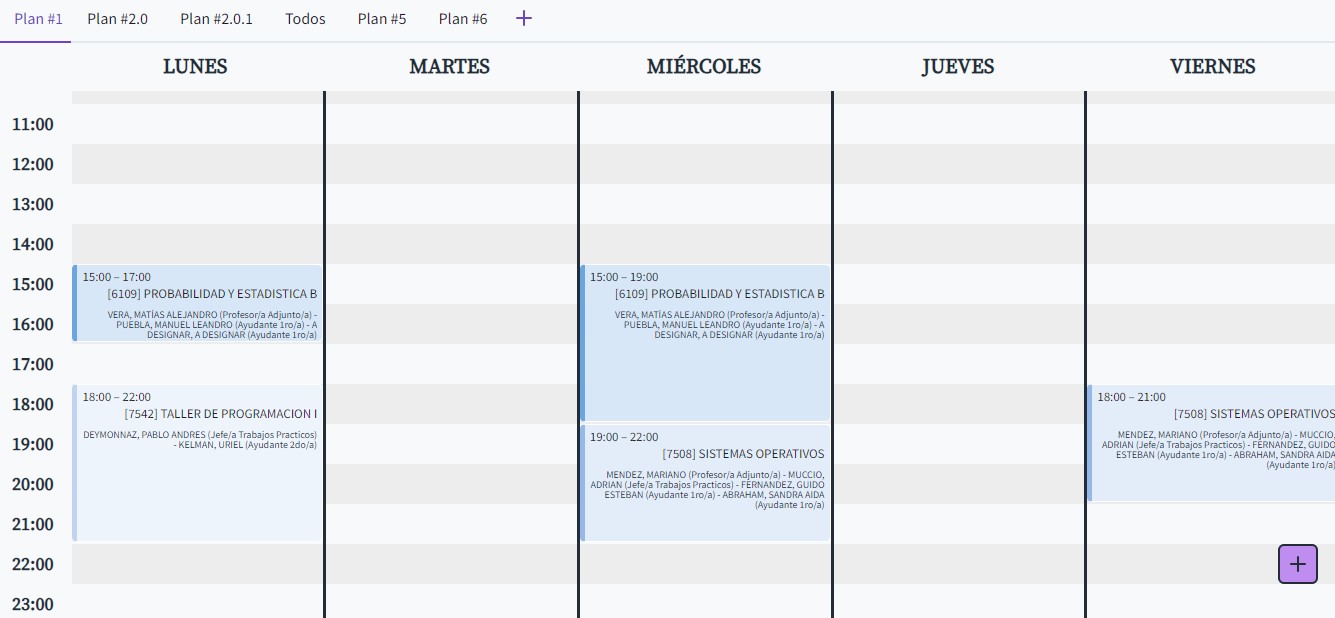 Plan #1 Plan #2.0 Plan #2.0.1 Todos Plan #5 Plan #6 +
LUNES MARTES MIÉRCOLES JUEVES VIERNES
11:00
12:00
13:00
14:00
15:00
16:00
17:00
18:00
19:00
20:00
21:00
22:00
23:00
15:00 – 17:00
[6109] PROBABILIDAD Y ESTADISTICA B
VERA, MATÍAS ALEJANDRO (Profesor/a Adjunto/a) -
PUEBLA, MANUEL LEANDRO (Ayudante 1ro/a) - A
DESIGNAR, A DESIGNAR (Ayudante 1ro/a)
18:00 – 22:00
[7542] TALLER DE PROGRAMACION I
DEYMONNAZ, PABLO ANDRES (Jefe/a Trabajos Practicos)
- KELMAN, URIEL (Ayudante 2do/a)
15:00 – 19:00
[6109] PROBABILIDAD Y ESTADISTICA B
VERA, MATÍAS ALEJANDRO (Profesor/a Adjunto/a) -
PUEBLA, MANUEL LEANDRO (Ayudante 1ro/a) - A
DESIGNAR, A DESIGNAR (Ayudante 1ro/a)
19:00 – 22:00
[7508] SISTEMAS OPERATIVOS
MENDEZ, MARIANO (Profesor/a Adjunto/a) - MUCCIO,
ADRIAN (Jefe/a Trabajos Practicos) - FERNANDEZ, GUIDO
ESTEBAN (Ayudante 1ro/a) - ABRAHAM, SANDRA AIDA
(Ayudante 1ro/a)
18:00 – 21:00
[7508] SISTEMAS OPERATIVOS
MENDEZ, MARIANO (Profesor/a Adjunto/a) - MUCCIO,
ADRIAN (Jefe/a Trabajos Practicos) - FERNANDEZ, GUIDO
ESTEBAN (Ayudante 1ro/a) - ABRAHAM, SANDRA AIDA
(Ayudante 1ro/a)
+